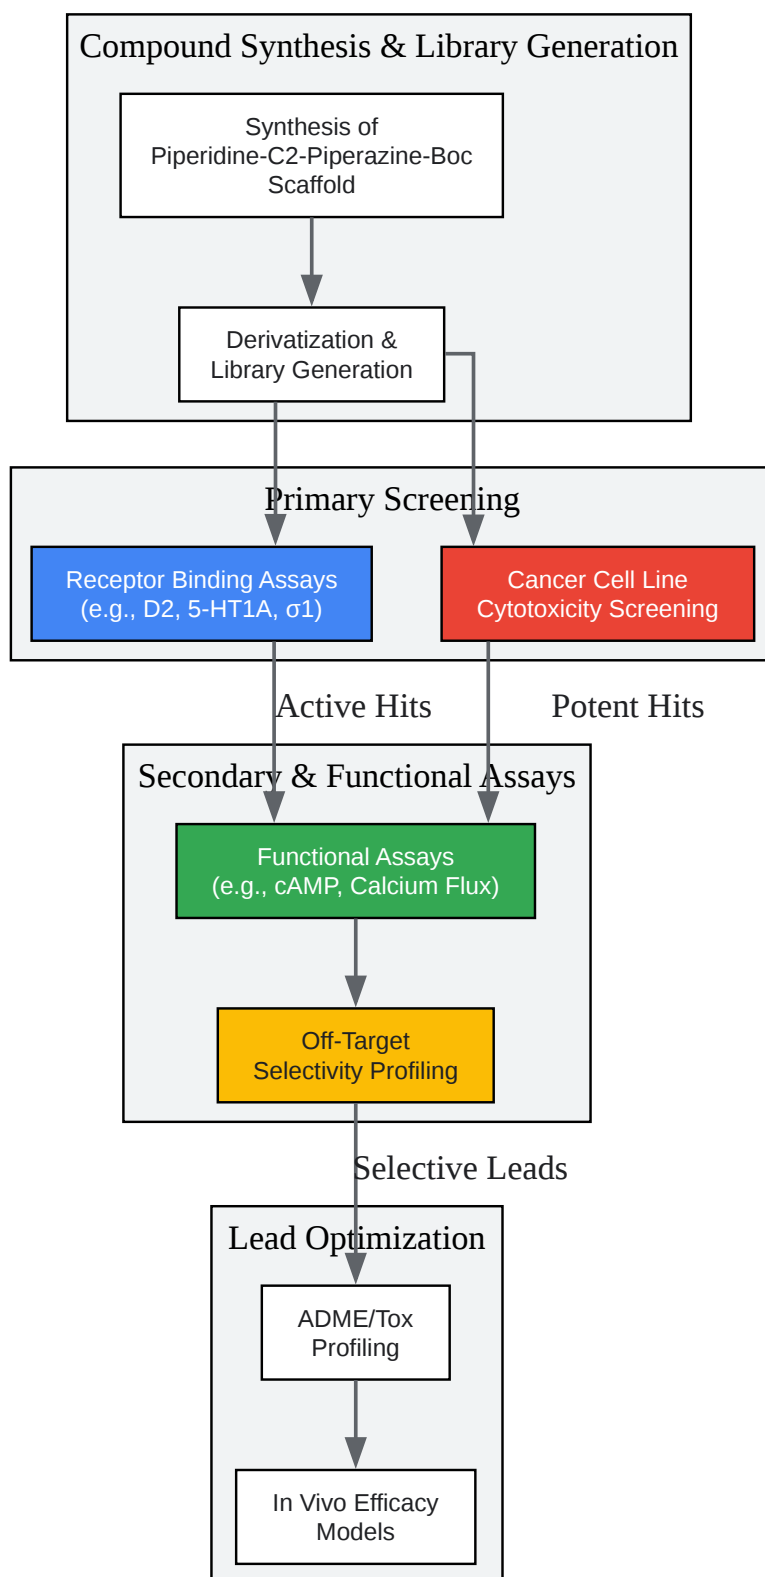 Compound Synthesis & Library Generation
Synthesis of
Piperidine-C2-Piperazine-Boc
Scaffold
Derivatization &
Library Generation
Primary Screening
Receptor Binding Assays
(e.g., D2, 5-HT1A, σ1)
Cancer Cell Line
Cytotoxicity Screening
Active Hits
Potent Hits
Secondary & Functional Assays
Functional Assays
(e.g., cAMP, Calcium Flux)
Off-Target
Selectivity Profiling
Selective Leads
Lead Optimization
ADME/Tox
Profiling
In Vivo Efficacy
Models